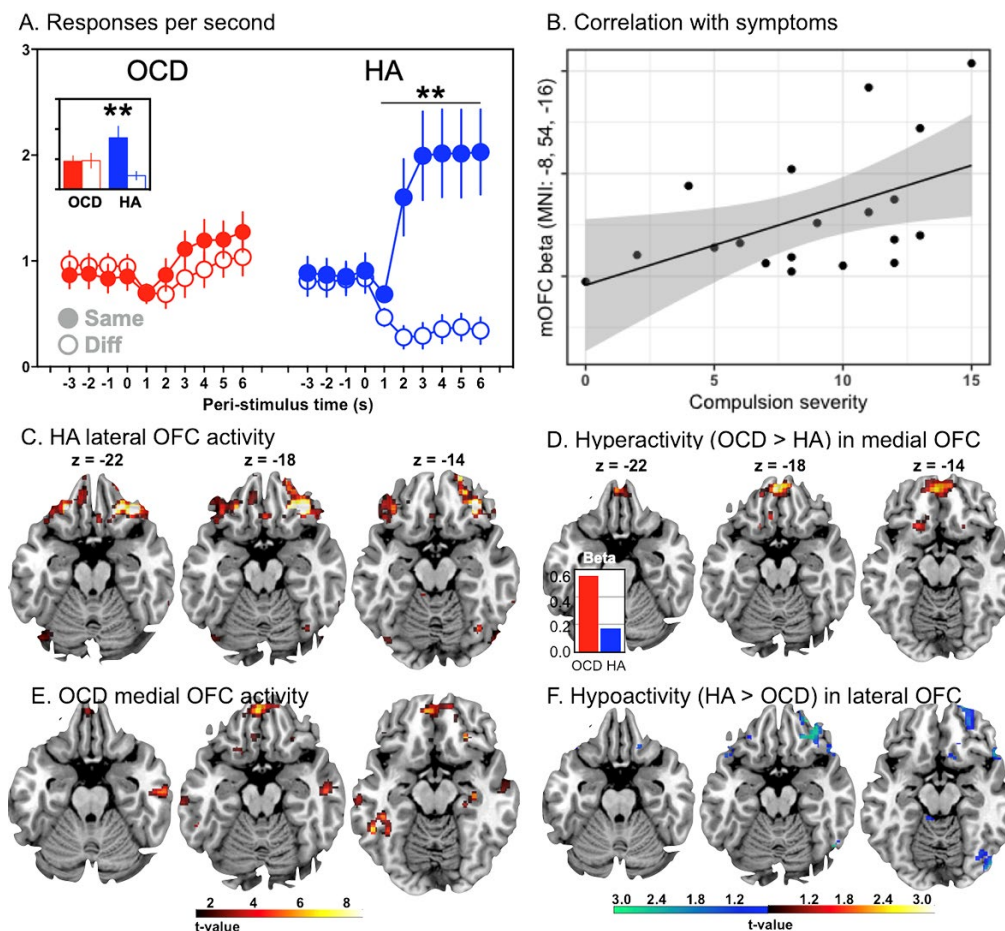 A. Responses per second
3
2
1
0
OCD
HA
**
**
OCD HA
Same
Diff
-3 -2 -1 0 1 2 3 4 5 6
-3 -2 -1 0 1 2 3 4 5 6
Peri-stimulus time (s)
B. Correlation with symptoms
mOFC beta (MNI: -8, 54, -16)
0 5 10 15
Compulsion severity
C. HA lateral OFC activity
z = -22 z = -18 z = -14
D. Hyperactivity (OCD > HA) in medial OFC
z = -22 z = -18 z = -14
Beta
0.6
0.4
0.2
0.0
OCD HA
E. OCD medial OFC activity
2 4 6 8
t-value
F. Hypoactivity (HA > OCD) in lateral OFC
3.0 2.4 1.8 1.2 1.2 1.8 2.4 3.0
t-value